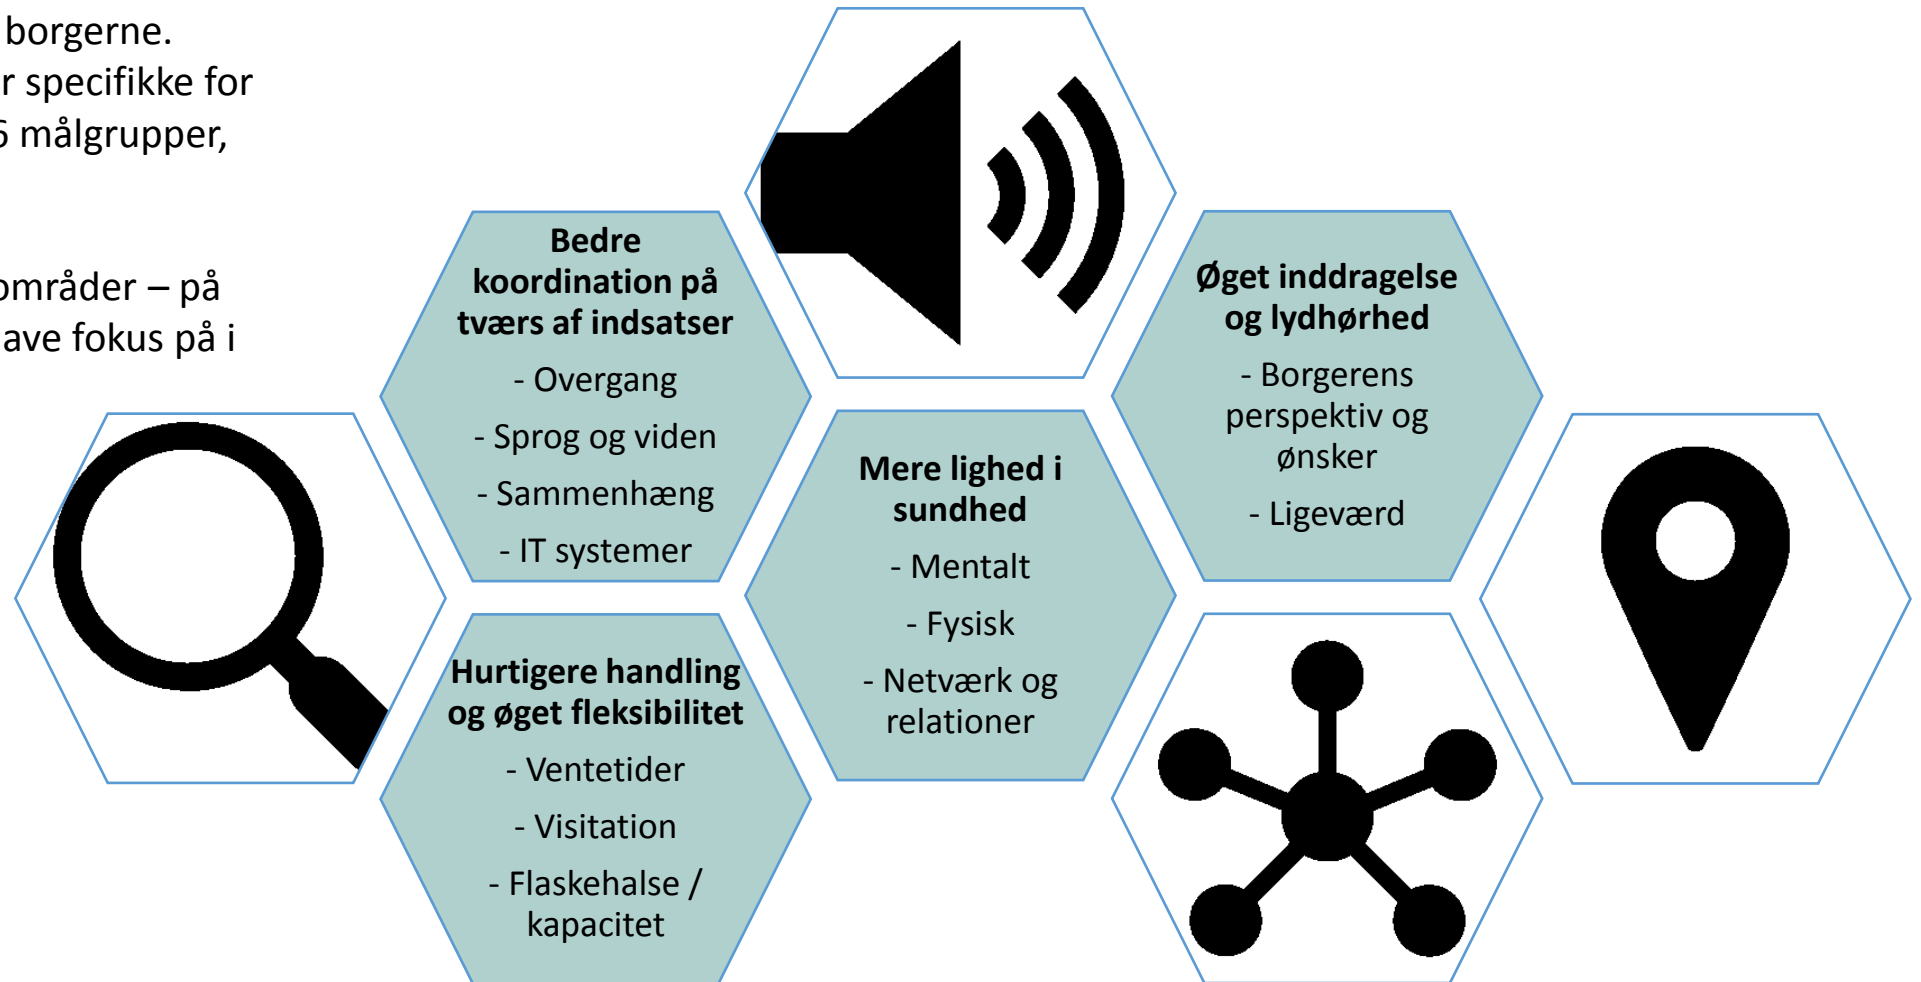 borgerne.
r specifikke for
målgrupper,
områder – på
ave fokus på i
Bedre
koordination på
tværs af indsatser
- Overgang
- Sprog og viden
- Sammenhæng
- IT systemer
Hurtigere handling
og øget fleksibilitet
- Ventetider
- Visitation
- Flaskehalse /
kapacitet
Mere lighed i
sundhed
- Mentalt
- Fysisk
- Netværk og
relationer
Øget inddragelse
og lydhørhed
- Borgerens
perspektiv og
ønsker
- Ligeværd